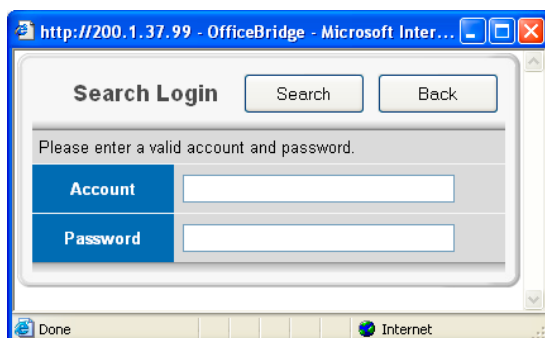 http://200.1.37.99 - OfficeBridge - Microsoft Inter...
Search Login
Search
Back
Please enter a valid account and password.
Account
Password
Done
Internet